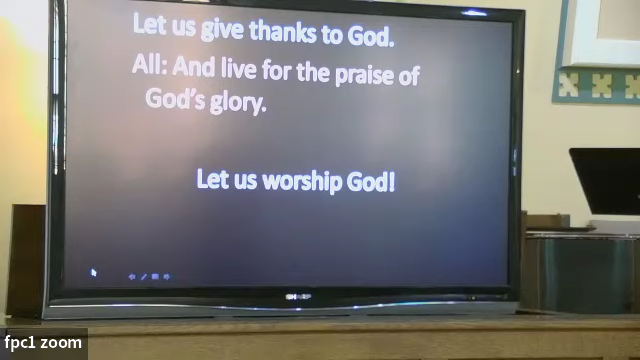 Let us give thanks to God.
All: And live for the praise of
God's glory.
Let us worship God!
SHARP
fpc1 zoom